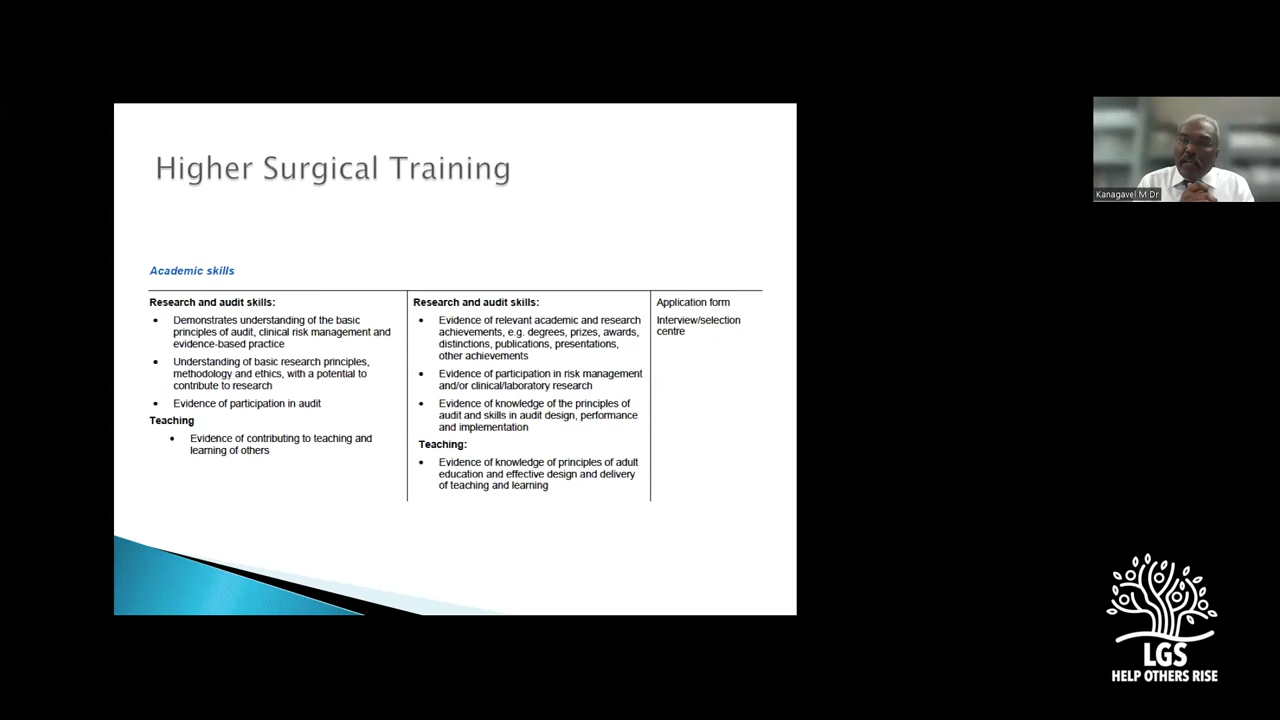 Higher Surgical Training
Academic skills
Research and audit skills:
• Demonstrates understanding of the basic
principles of audit, clinical risk management and
evidence-based practice
• Understanding of basic research principles,
methodology and ethics, with a potential to
contribute to research
• Evidence of participation in audit
Teaching
• Evidence of contributing to teaching and
learning of others
Research and audit skills:
• Evidence of relevant academic and research
achievements, e.g. degrees, prizes, awards,
distinctions, publications, presentations,
other achievements
• Evidence of participation in risk management
and/or clinical/laboratory research
• Evidence of knowledge of the principles of
audit and skills in audit design, performance
and implementation
Teaching:
• Evidence of knowledge of principles of adult
education and effective design and delivery
of teaching and learning
Application form
Interview/selection
centre
Kanagavel M Dr
LGS
HELP OTHERS RISE